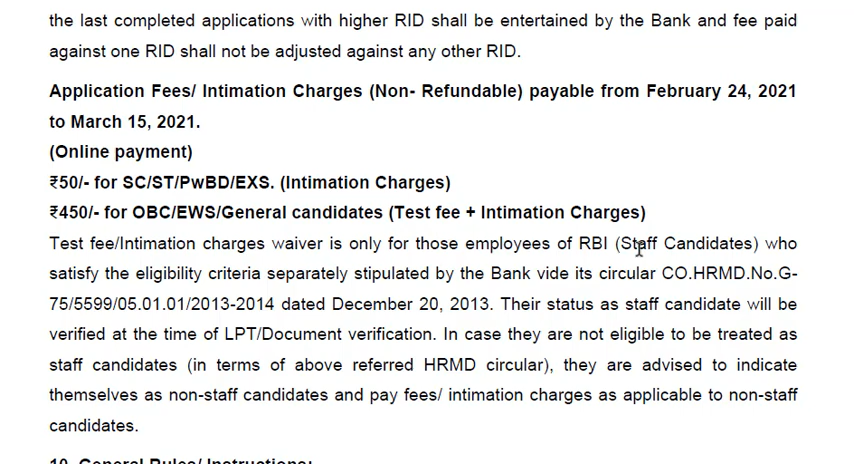 the last completed applications with higher RID shall be entertained by the Bank and fee paid
against one RID shall not be adjusted against any other RID.
Application Fees/ Intimation Charges (Non- Refundable) payable from February 24, 2021
to March 15, 2021.
(Online payment)
₹50/- for SC/ST/PwBD/EXS. (Intimation Charges)
₹450/- for OBC/EWS/General candidates (Test fee + Intimation Charges)
Test fee/Intimation charges waiver is only for those employees of RBI (Staff Candidates) who
satisfy the eligibility criteria separately stipulated by the Bank vide its circular CO.HRMD.No.G-
75/5599/05.01.01/2013-2014 dated December 20, 2013. Their status as staff candidate will be
verified at the time of LPT/Document verification. In case they are not eligible to be treated as
staff candidates (in terms of above referred HRMD circular), they are advised to indicate
themselves as non-staff candidates and pay fees/ intimation charges as applicable to non-staff
candidates.
10. General Rules/ Instructions: